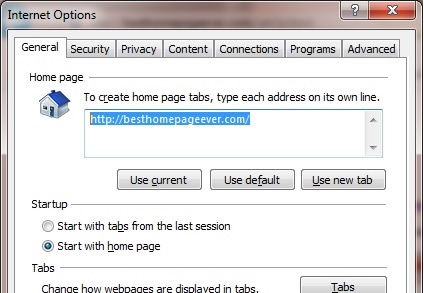 Internet Options
General Security Privacy Content Connections Programs Advanced
Home page
To create home page tabs, type each address on its own line.
http://besthomepageever.com/
Use current Use default Use new tab
Startup
Start with tabs from the last session
Start with home page
Tabs
Change how webpages are displayed in tabs. Tabs